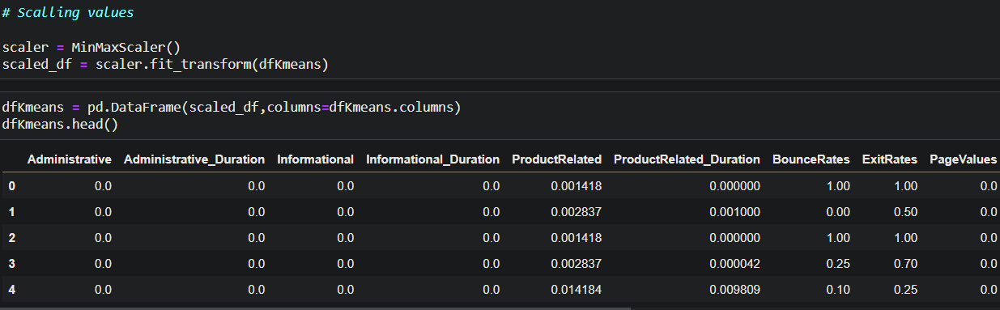 # Scalling values
scaler = MinMaxScaler()
scaled_df = scaler.fit_transform(dfKmeans)
dfKmeans = pd.DataFrame(scaled_df,columns=dfKmeans.columns)
dfKmeans.head()
Administrative Administrative_Duration Informational Informational_Duration ProductRelated ProductRelated_Duration BounceRates ExitRates PageValues
0 0.0 0.0 0.0 0.0 0.001418 0.000000 1.00 1.00 0.0
1 0.0 0.0 0.0 0.0 0.002837 0.001000 0.00 0.50 0.0
2 0.0 0.0 0.0 0.0 0.001418 0.000000 1.00 1.00 0.0
3 0.0 0.0 0.0 0.0 0.002837 0.000042 0.25 0.70 0.0
4 0.0 0.0 0.0 0.0 0.014184 0.009809 0.10 0.25 0.0